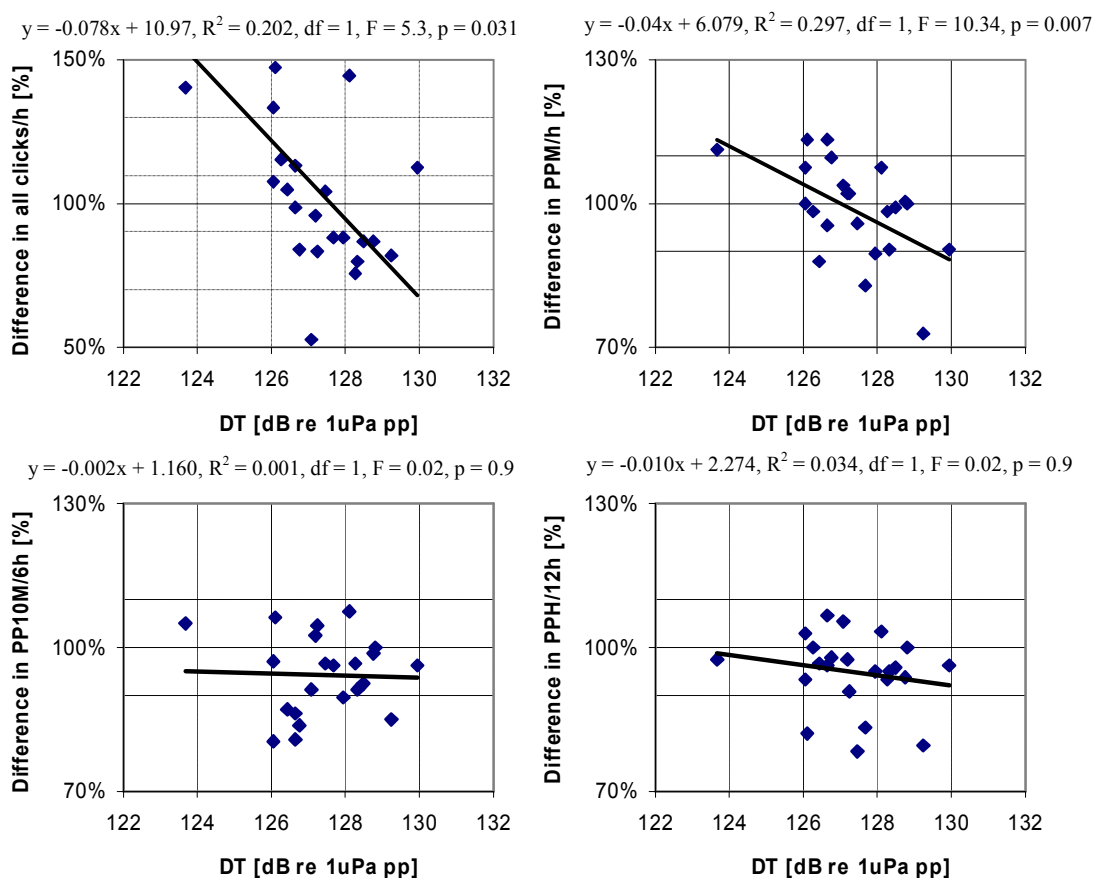 y = -0.078x + 10.97, R² = 0.202, df = 1, F = 5.3, p = 0.031
150%
100%
50%
Difference in all clicks/h [%]
122 124 126 128 130 132
DT [dB re 1uPa pp]
y = -0.04x + 6.079, R² = 0.297, df = 1, F = 10.34, p = 0.007
130%
100%
70%
Difference in PPM/h [%]
122 124 126 128 130 132
DT [dB re 1uPa pp]
y = -0.002x + 1.160, R² = 0.001, df = 1, F = 0.02, p = 0.9
130%
100%
70%
Difference in PP10M/6h [%]
122 124 126 128 130 132
DT [dB re 1uPa pp]
y = -0.010x + 2.274, R² = 0.034, df = 1, F = 0.02, p = 0.9
130%
100%
70%
Difference in PPH/12h [%]
122 124 126 128 130 132
DT [dB re 1uPa pp]